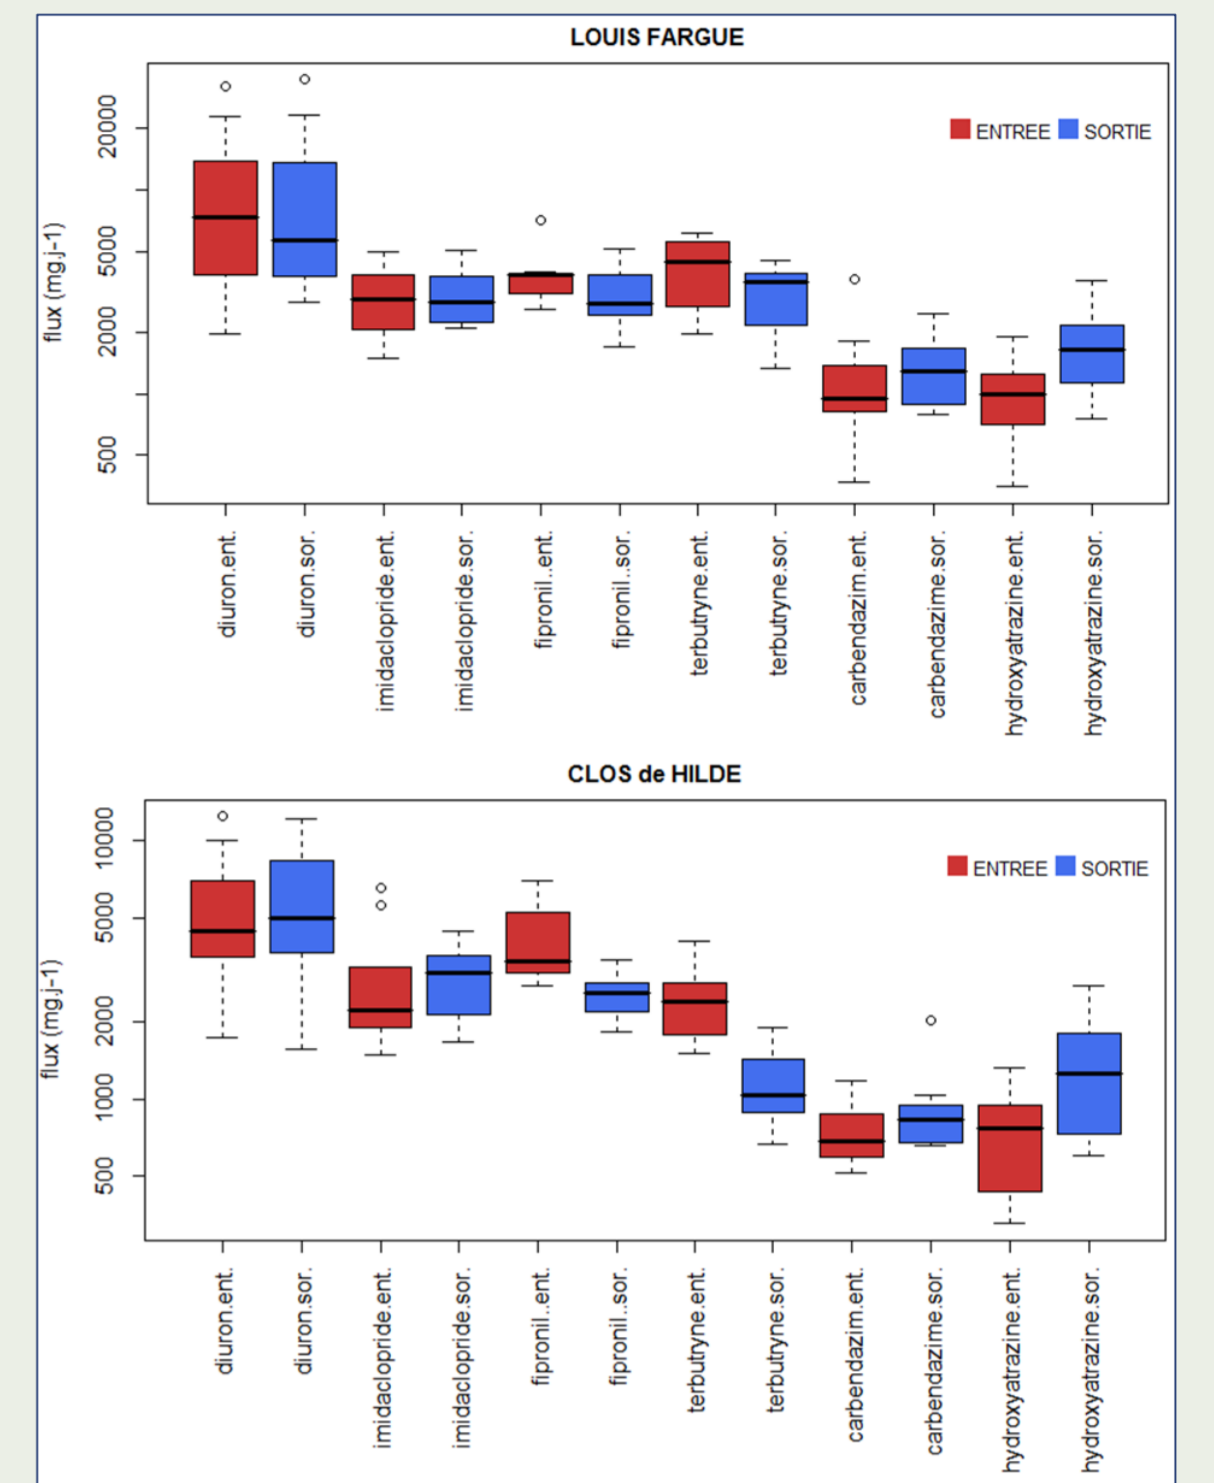 LOUIS FARGUE
ENTREE SORTIE
flux (mg.j−1)
20000
5000
2000
500
diuron.ent.
diuron.sor.
imidaclopride.ent.
imidaclopride.sor.
fipronil..ent.
fipronil..sor.
terbutryne.ent.
terbutryne.sor.
carbendazim.ent.
carbendazime.sor.
hydroxyatrazine.ent.
hydroxyatrazine.sor.
CLOS de HILDE
ENTREE SORTIE
flux (mg.j−1)
10000
5000
2000
1000
500
diuron.ent.
diuron.sor.
imidaclopride.ent.
imidaclopride.sor.
fipronil..ent.
fipronil..sor.
terbutryne.ent.
terbutryne.sor.
carbendazim.ent.
carbendazime.sor.
hydroxyatrazine.ent.
hydroxyatrazine.sor.